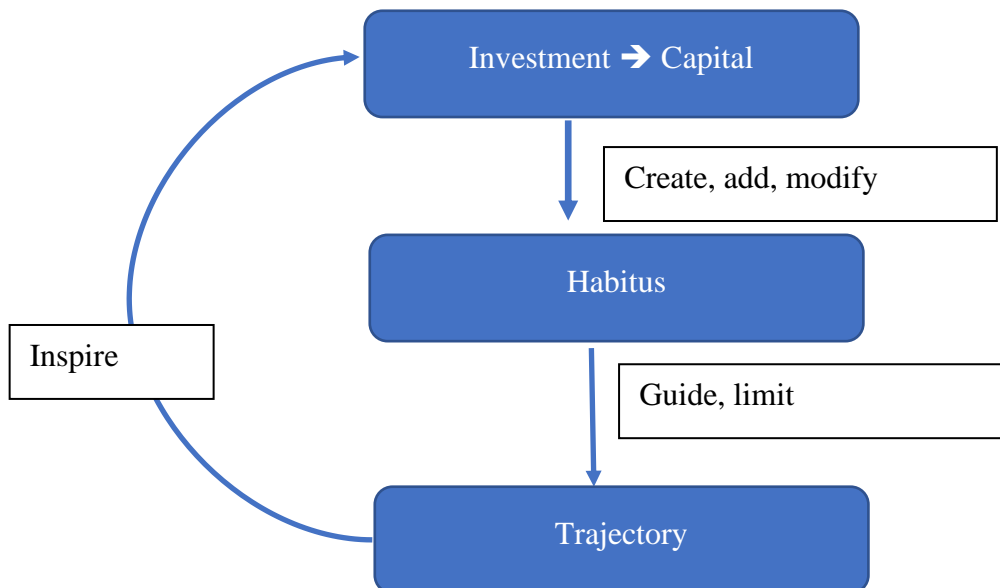 Investment → Capital
Create, add, modify
Habitus
Inspire
Guide, limit
Trajectory